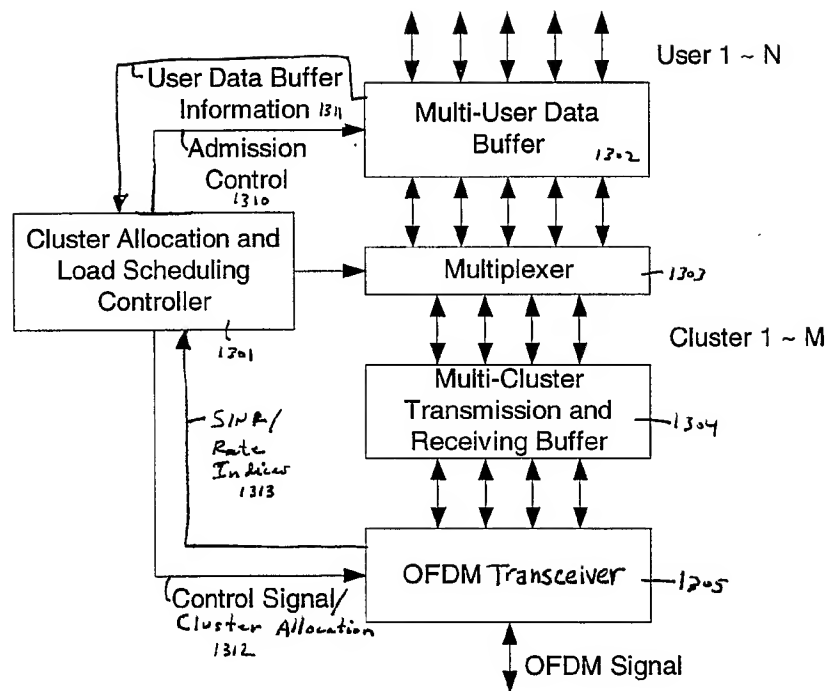 User 1 ~ N
User Data Buffer
Information 1311
Multi-User Data
Buffer
1302
Admission
Control
1310
Cluster Allocation and
Load Scheduling
Controller
1301
Multiplexer
1303
Cluster 1 ~ M
Multi-Cluster
Transmission and
Receiving Buffer
1304
SINR/
Rate
Indices
1313
OFDM Transceiver
1305
Control Signal/
Cluster Allocation
1312
OFDM Signal